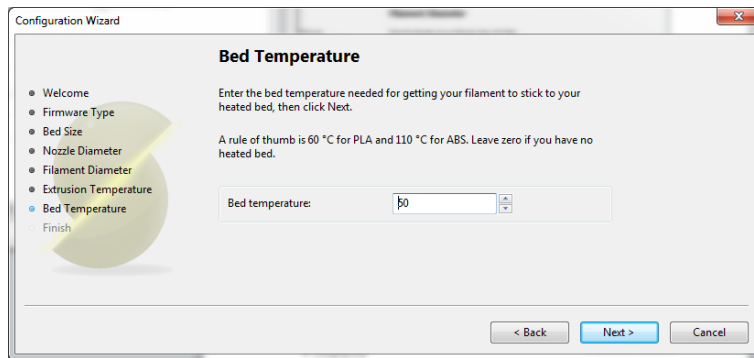 Configuration Wizard
Bed Temperature
Welcome
Firmware Type
Bed Size
Nozzle Diameter
Filament Diameter
Extrusion Temperature
Bed Temperature
Finish
Enter the bed temperature needed for getting your filament to stick to your
heated bed, then click Next.
A rule of thumb is 60 °C for PLA and 110 °C for ABS. Leave zero if you have no
heated bed.
Bed temperature:
60
< Back
Next >
Cancel